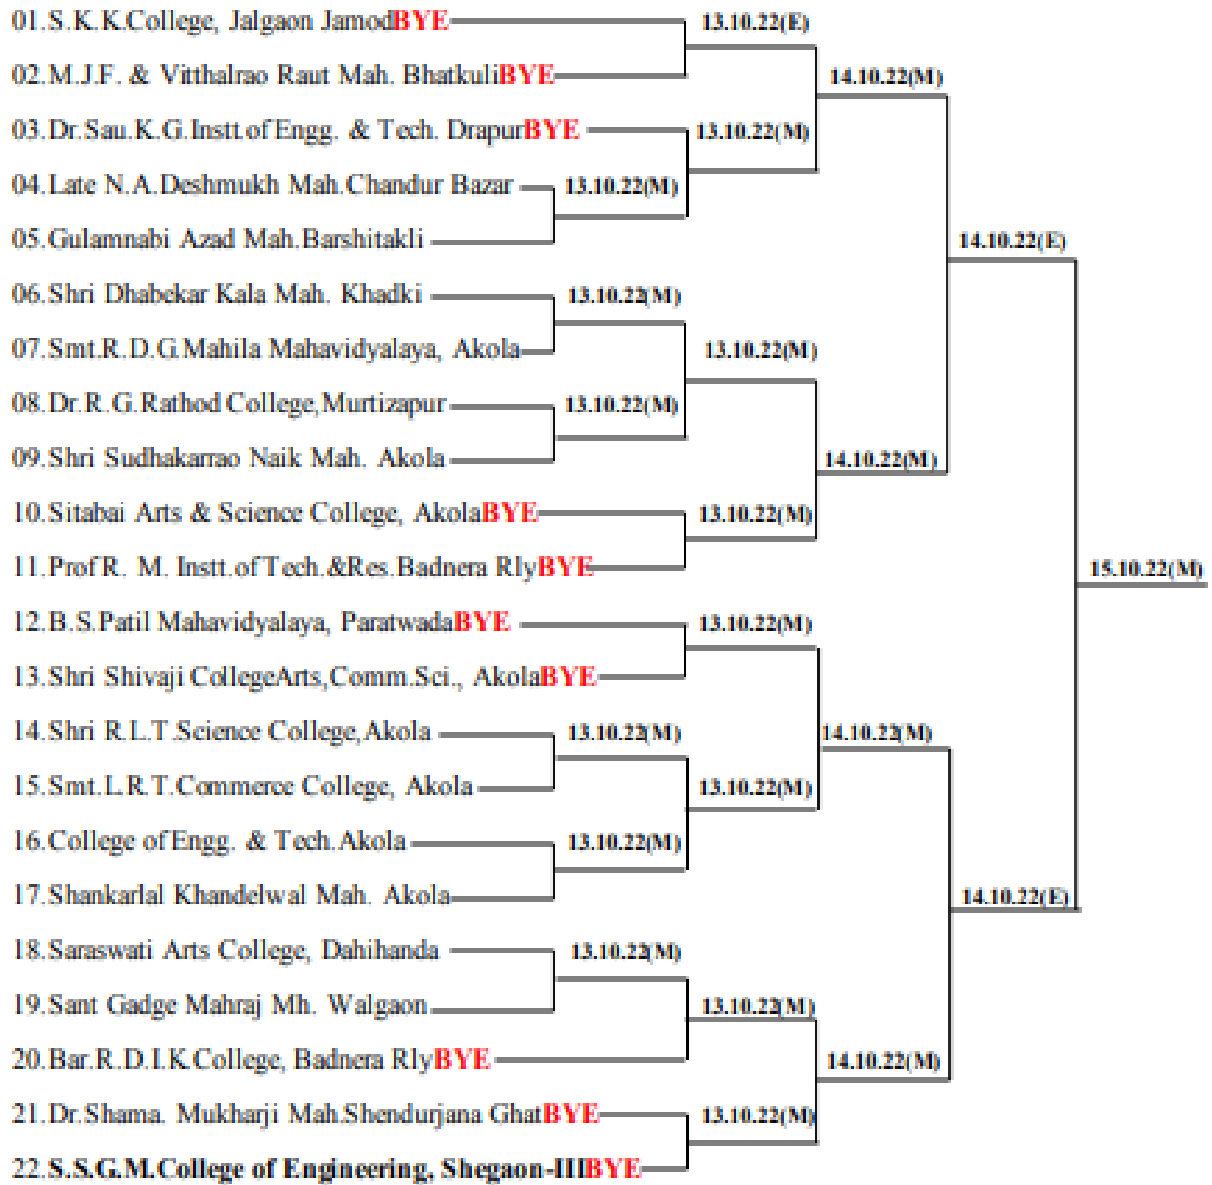 01.S.K.K.College, Jalgaon JamodBYE 13.10.22(E)
02.M.J.F. & Vitthalrao Raut Mah. BhatkuliBYE 14.10.22(M)
03.Dr.Sau.K.G.Instt.of Engg. & Tech. DrapurBYE 13.10.22(M)
04.Late N.A.Deshmukh Mah.Chandur Bazar 13.10.22(M)
05.Gulamnabi Azad Mah.Barshitakli 14.10.22(E)
06.Shri Dhabekar Kala Mah. Khadki 13.10.22(M)
07.Smt.R.D.G.Mahila Mahavidyalaya, Akola 13.10.22(M)
08.Dr.R.G.Rathod College,Murtizapur 13.10.22(M)
09.Shri Sudhakarrao Naik Mah. Akola 14.10.22(M)
10.Sitabai Arts & Science College, AkolaBYE 13.10.22(M)
11.Prof R. M. Instt.of Tech.&Res.Badnera RlyBYE 15.10.22(M)
12.B.S.Patil Mahavidyalaya, ParatwadaBYE 13.10.22(M)
13.Shri Shivaji CollegeArts,Comm.Sci., AkolaBYE
14.Shri R.L.T.Science College,Akola 13.10.22(M) 14.10.22(M)
15.Smt.L.R.T.Commerce College, Akola 13.10.22(M)
16.College of Engg. & Tech.Akola 13.10.22(M)
17.Shankarlal Khandelwal Mah. Akola 14.10.22(E)
18.Saraswati Arts College, Dahihanda 13.10.22(M)
19.Sant Gadge Mahraj Mh. Walgaon 13.10.22(M)
20.Bar.R.D.I.K.College, Badnera RlyBYE 14.10.22(M)
21.Dr.Shama. Mukharji Mah.Shendurjana GhatBYE 13.10.22(M)
22.S.S.G.M.College of Engineering, Shegaon-IIIBYE